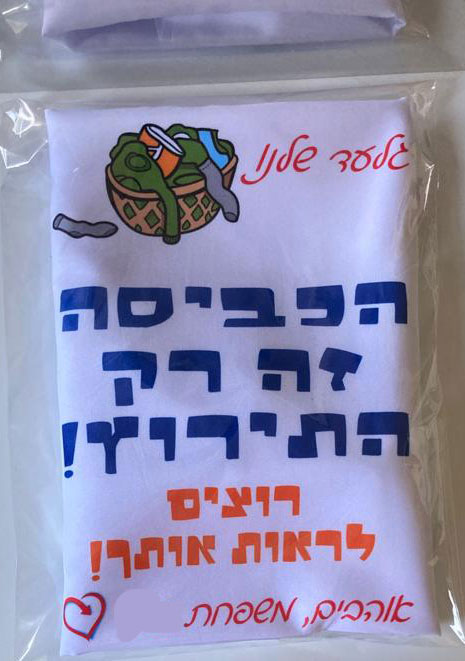 גלעד שלנו
הכביסה
זה רק
התירוץ!
רוצים
לראות אותך!
אוהבים, משפחת